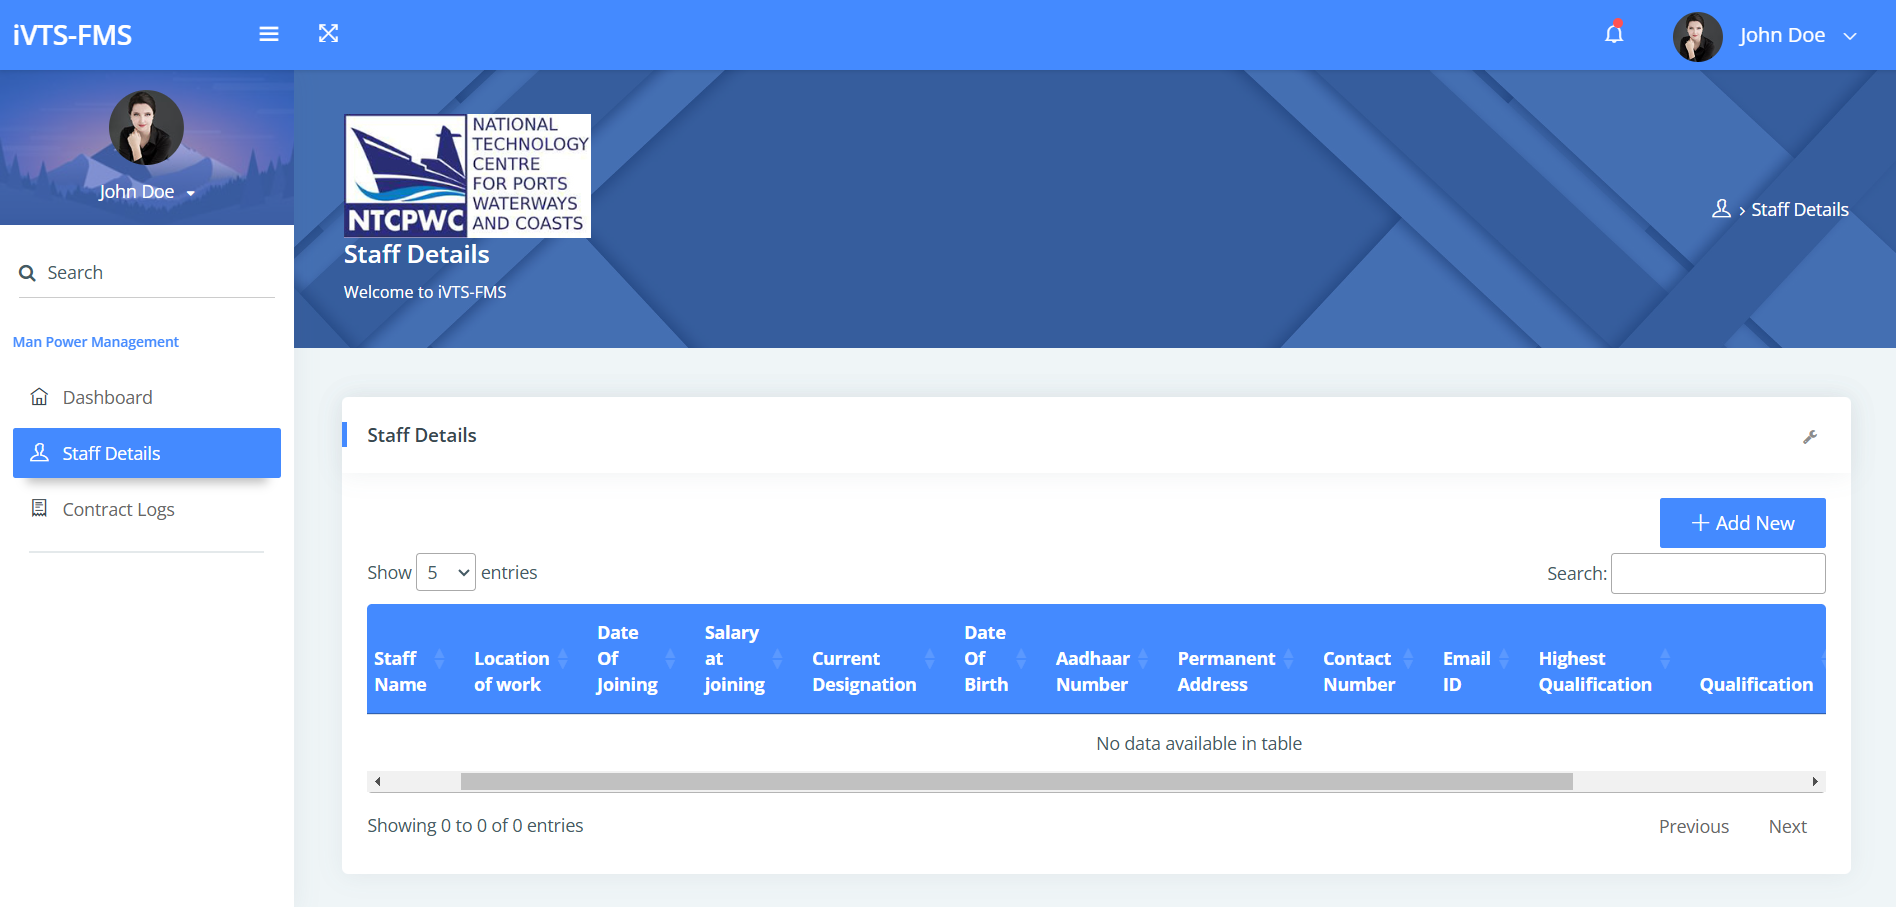 iVTS-FMS
John Doe
John Doe
Search
Man Power Management
Dashboard
Staff Details
Contract Logs
NTCPWC
NATIONAL
TECHNOLOGY
CENTRE
FOR PORTS
WATERWAYS
AND COASTS
Staff Details
Welcome to iVTS-FMS
› Staff Details
Staff Details
+ Add New
Show 5 entries
Search:
Staff
Name
Location
of work
Date
Of
Joining
Salary
at
joining
Current
Designation
Date
Of
Birth
Aadhaar
Number
Permanent
Address
Contact
Number
Email
ID
Highest
Qualification
Qualification
No data available in table
Showing 0 to 0 of 0 entries
Previous
Next